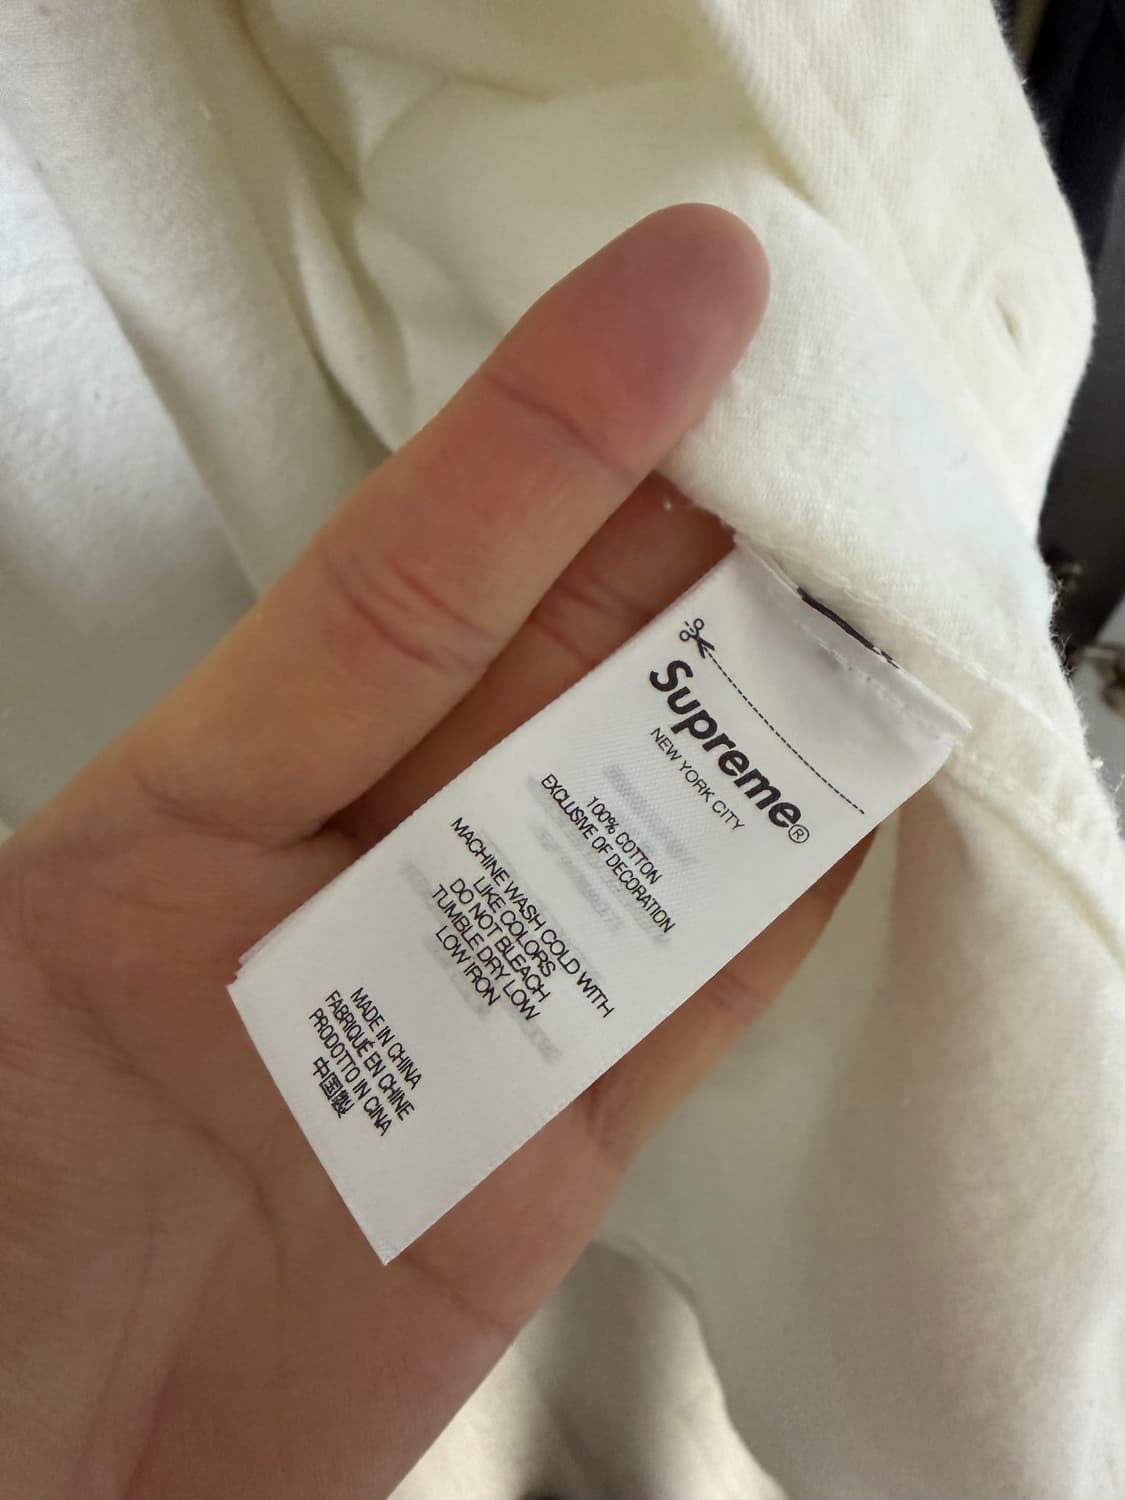 Supreme®
NEW YORK CITY
100% COTTON
EXCLUSIVE OF DECORATION
MACHINE WASH COLD WITH
LIKE COLORS
DO NOT BLEACH
TUMBLE DRY LOW
LOW IRON
MADE IN CHINA
FABRIQUÉ EN CHINE
PRODOTTO IN CINA
中国製